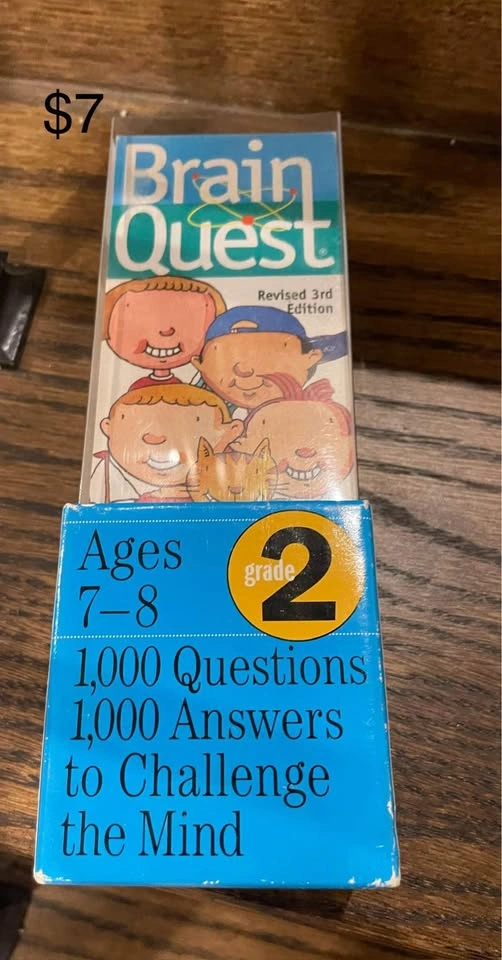 $7
Brain
Quest®
Revised 3rd
Edition
Ages
7–8
grade 2
1,000 Questions
1,000 Answers
to Challenge
the Mind